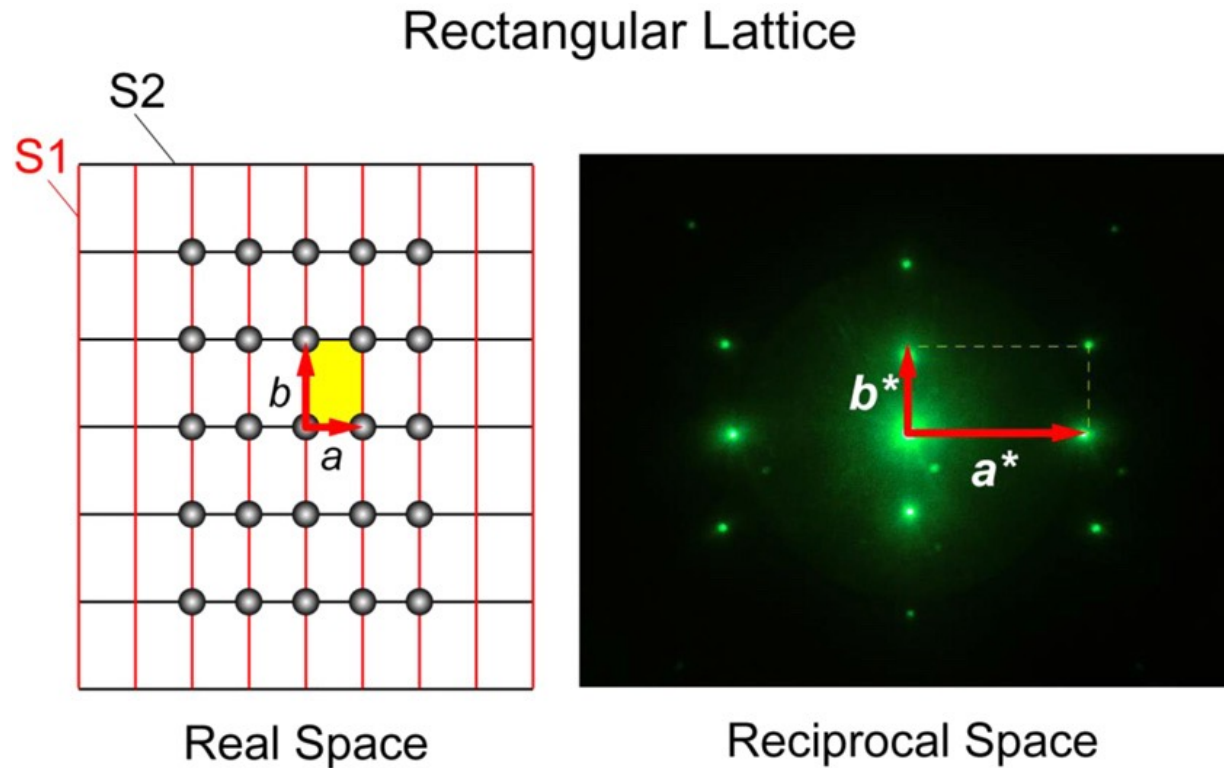 Rectangular Lattice
S2
S1
b
a
b*
a*
Real Space
Reciprocal Space